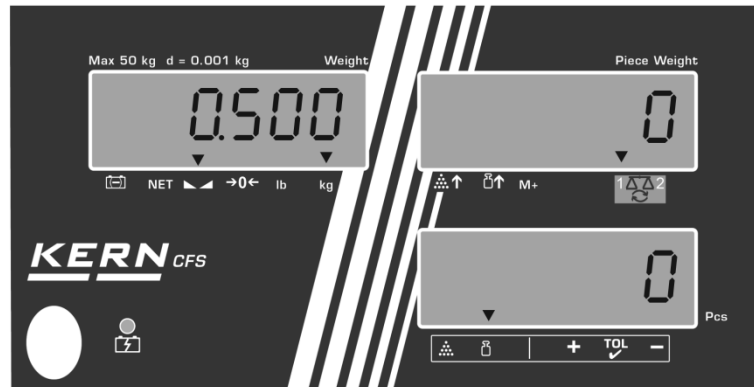 Max 50 kg d = 0.001 kg Weight
0.500
NET →0← lb kg
KERN CFS
Piece Weight
0
M+ 1 2
0
Pcs
+ TOL −